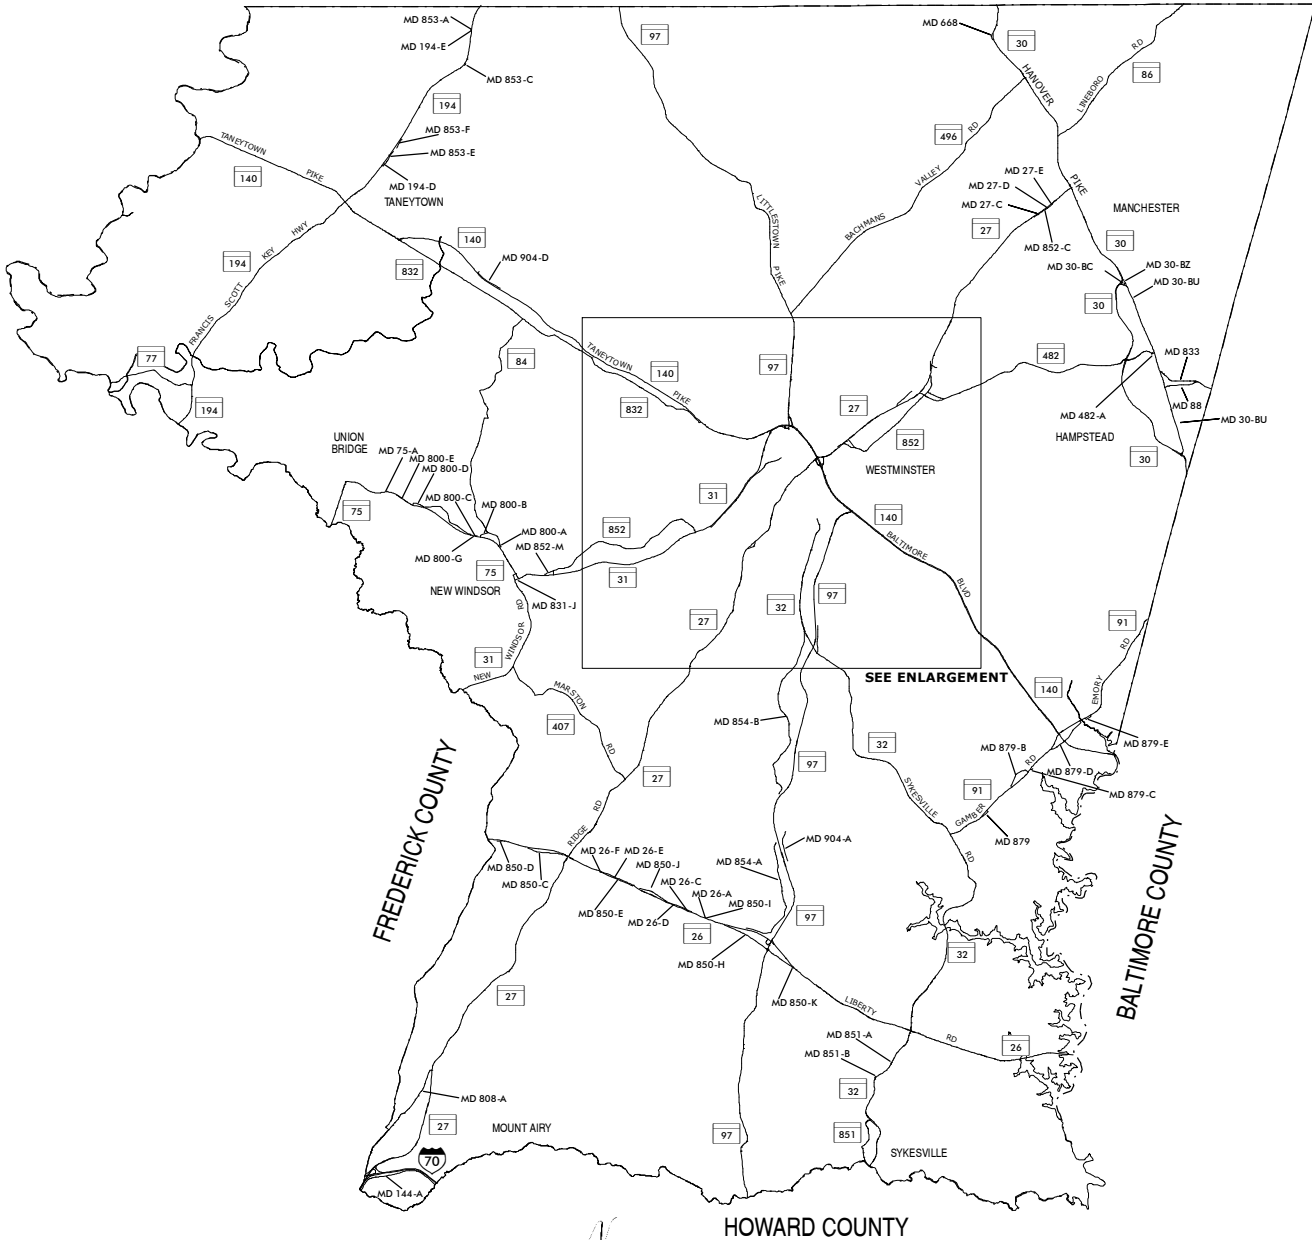 MD 853-A
MD 194-E
97
MD 668
30
HANOVER
LINEBORO RD
86
MD 853-C
194
MD 853-F
MD 853-E
496
BACHMANS VALLEY RD
TANEYTOWN PIKE
140
MD 194-D
TANEYTOWN
MD 27-E
MD 27-D
MD 27-C
PIKE
MANCHESTER
LITTLESTOWN PIKE
27
MD 852-C
30
140
194
FRANCIS SCOTT KEY HWY
832
MD 904-D
MD 30-BC
MD 30-BZ
MD 30-BU
30
77
84
TANEYTOWN PIKE
140
97
482
MD 833
194
832
27
MD 482-A
MD 88
MD 30-BU
UNION
BRIDGE
MD 75-A
MD 800-E
MD 800-D
852
HAMPSTEAD
30
WESTMINSTER
MD 800-C
MD 800-B
31
75
852
MD 800-A
140
BALTIMORE BLVD
MD 800-G
MD 852-M
75
31
NEW WINDSOR
MD 831-J
32
97
27
91
31
NEW WINDSOR RD
SEE ENLARGEMENT
140
EMORY RD
MARSTON RD
407
MD 854-B
32
MD 879-B
MD 879-E
97
27
MD 879-D
MD 879-C
FREDERICK COUNTY
SYKESVILLE RD
91
GAMBER RD
MD 879
RIDGE RD
MD 904-A
MD 26-F
MD 26-E
MD 850-J
MD 854-A
MD 850-D
MD 850-C
MD 26-C
MD 26-A
MD 850-I
MD 850-E
MD 26-D
26
97
MD 850-H
32
BALTIMORE COUNTY
27
MD 850-K
LIBERTY RD
MD 851-A
MD 851-B
26
32
MD 808-A
27
MOUNT AIRY
97
851
SYKESVILLE
70
MD 144-A
HOWARD COUNTY